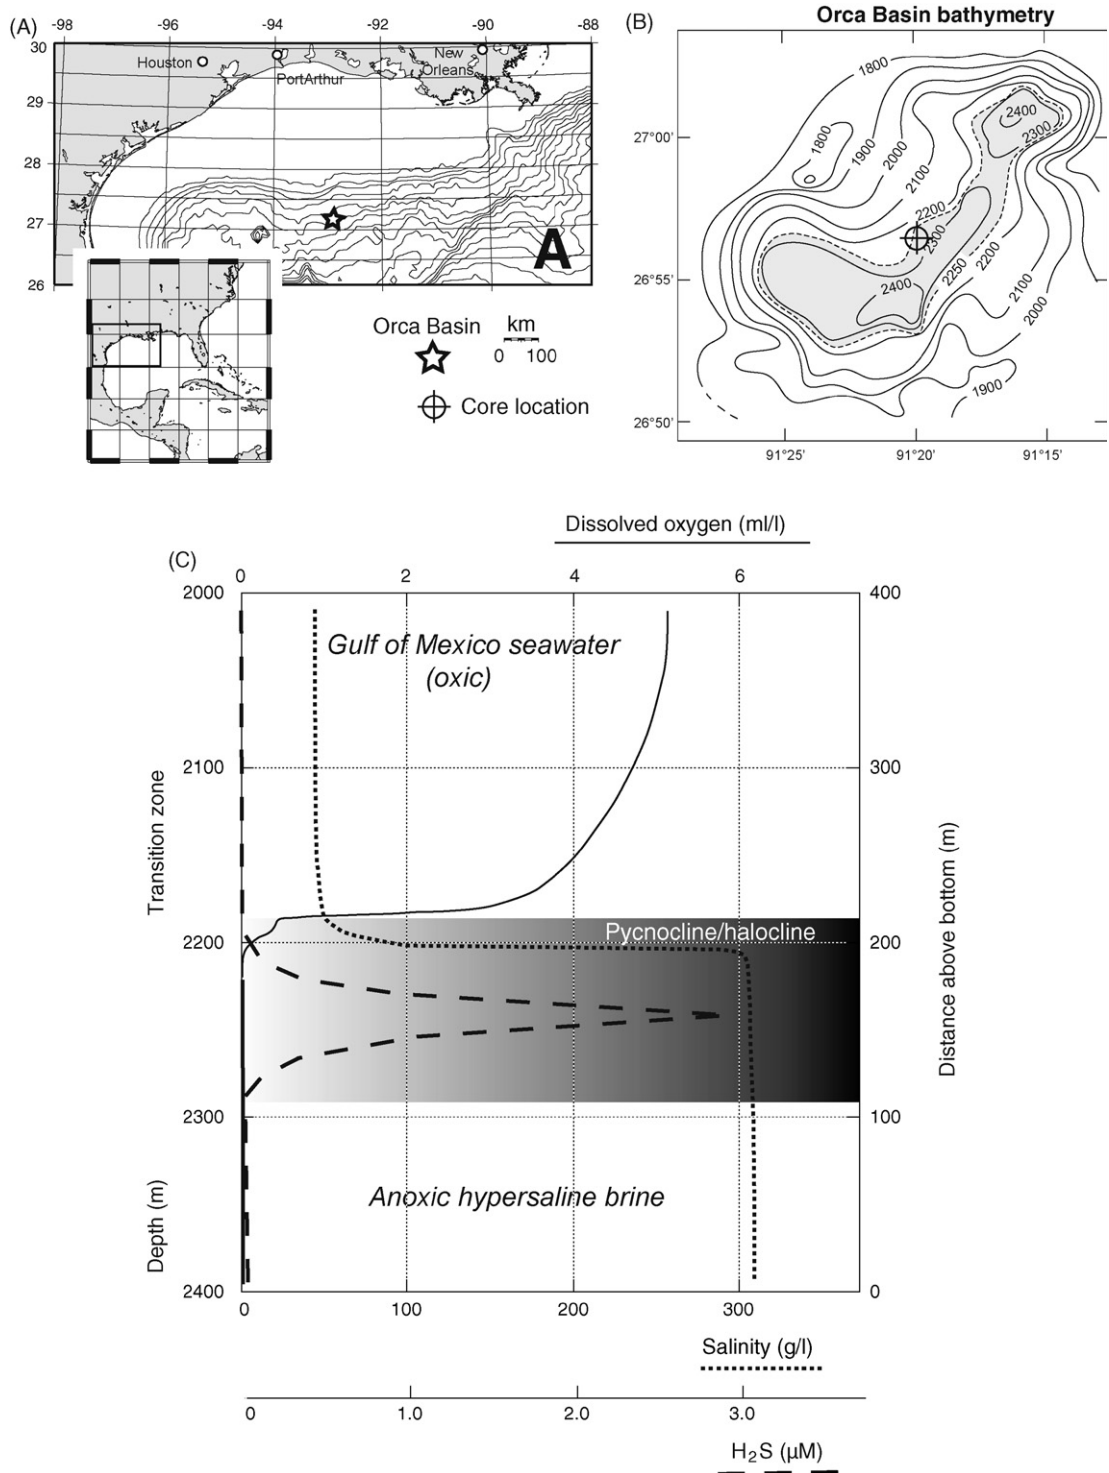 (A)
-98
-96
-94
-92
-90
-88
30
29
28
27
26
Houston
PortArthur
New
Orleans
A
Orca Basin
km
0 100
Core location
(B)
Orca Basin bathymetry
27°00'
26°55'
26°50'
91°25'
91°20'
91°15'
1800
1800
1900
2000
2100
2200
2300
2400
2300
2400
2250
2200
2100
2000
1900
Dissolved oxygen (ml/l)
(C)
0 2 4 6
2000
2100
2200
2300
2400
Transition zone
Depth (m)
400
300
200
100
0
Distance above bottom (m)
Gulf of Mexico seawater
(oxic)
Pycnocline/halocline
Anoxic hypersaline brine
0 100 200 300
Salinity (g/l)
0 1.0 2.0 3.0
H₂S (µM)